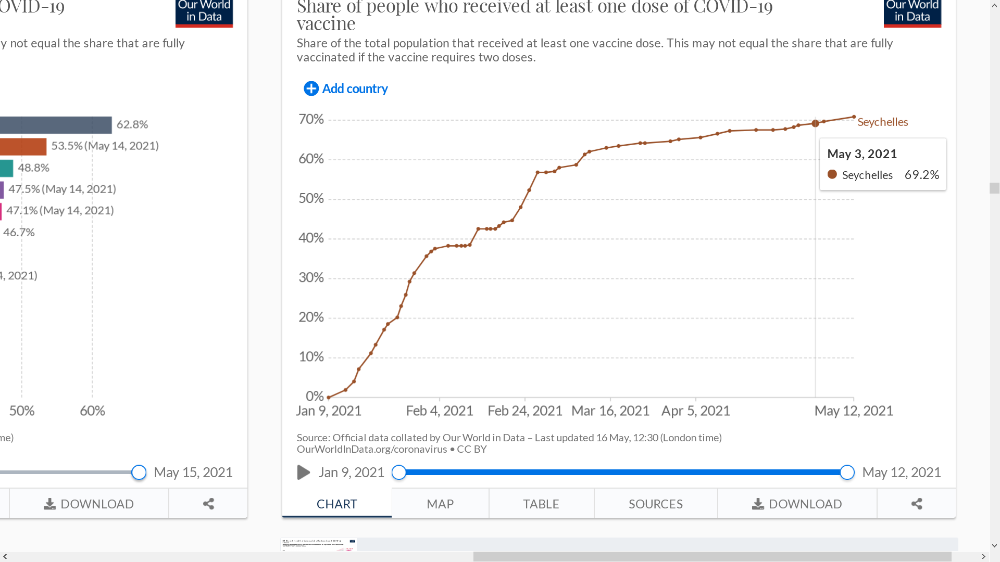 OVID-19
Our World
in Data
y not equal the share that are fully
62.8%
53.5% (May 14, 2021)
48.8%
47.5% (May 14, 2021)
47.1% (May 14, 2021)
46.7%
4, 2021)
50%
60%
me)
May 15, 2021
DOWNLOAD
Share of people who received at least one dose of COVID-19
vaccine
Our World
in Data
Share of the total population that received at least one vaccine dose. This may not equal the share that are fully
vaccinated if the vaccine requires two doses.
Add country
70%
60%
50%
40%
30%
20%
10%
0%
Seychelles
May 3, 2021
Seychelles 69.2%
Jan 9, 2021
Feb 4, 2021
Feb 24, 2021
Mar 16, 2021
Apr 5, 2021
May 12, 2021
Source: Official data collated by Our World in Data – Last updated 16 May, 12:30 (London time)
OurWorldInData.org/coronavirus • CC BY
Jan 9, 2021
May 12, 2021
CHART
MAP
TABLE
SOURCES
DOWNLOAD